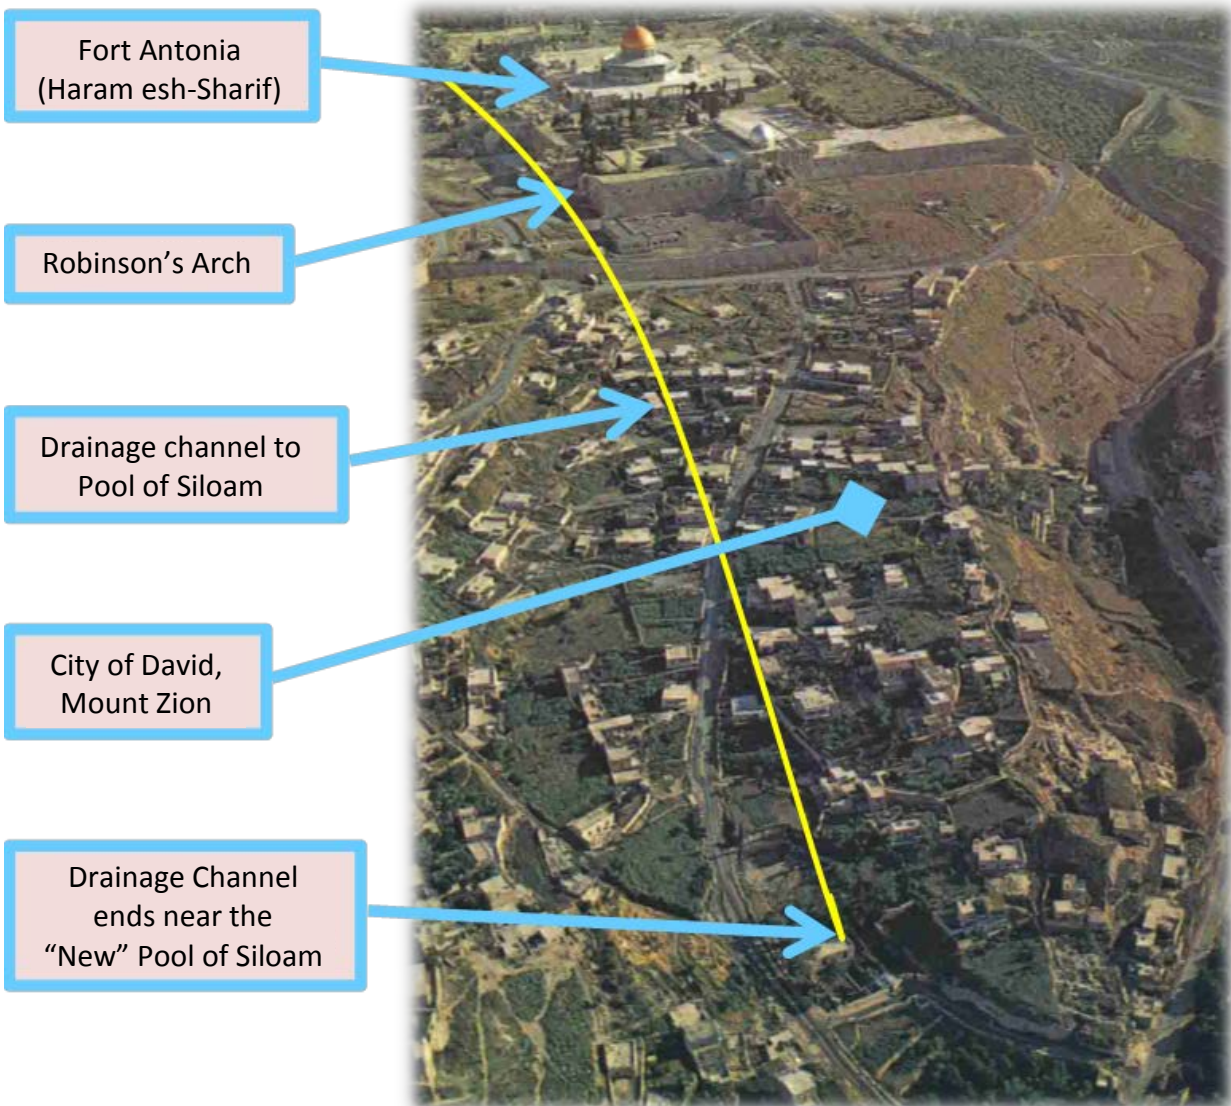 Fort Antonia
(Haram esh-Sharif)
Robinson’s Arch
Drainage channel to
Pool of Siloam
City of David,
Mount Zion
Drainage Channel
ends near the
“New” Pool of Siloam